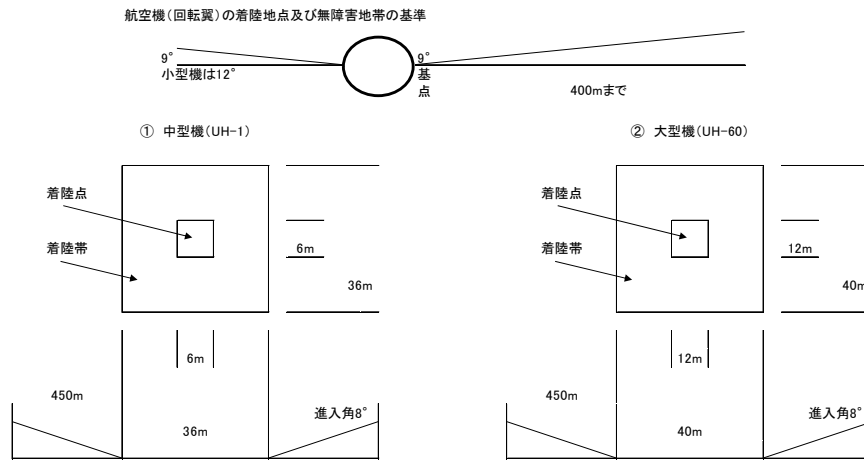 航空機(回転翼)の着陸地点及び無障害地帯の基準
9°
小型機は12°
9°
基
点
400mまで
① 中型機(UH-1)
② 大型機(UH-60)
着陸点
着陸帯
6m
36m
着陸点
着陸帯
12m
40m
6m
450m
36m
進入角8°
12m
450m
40m
進入角8°